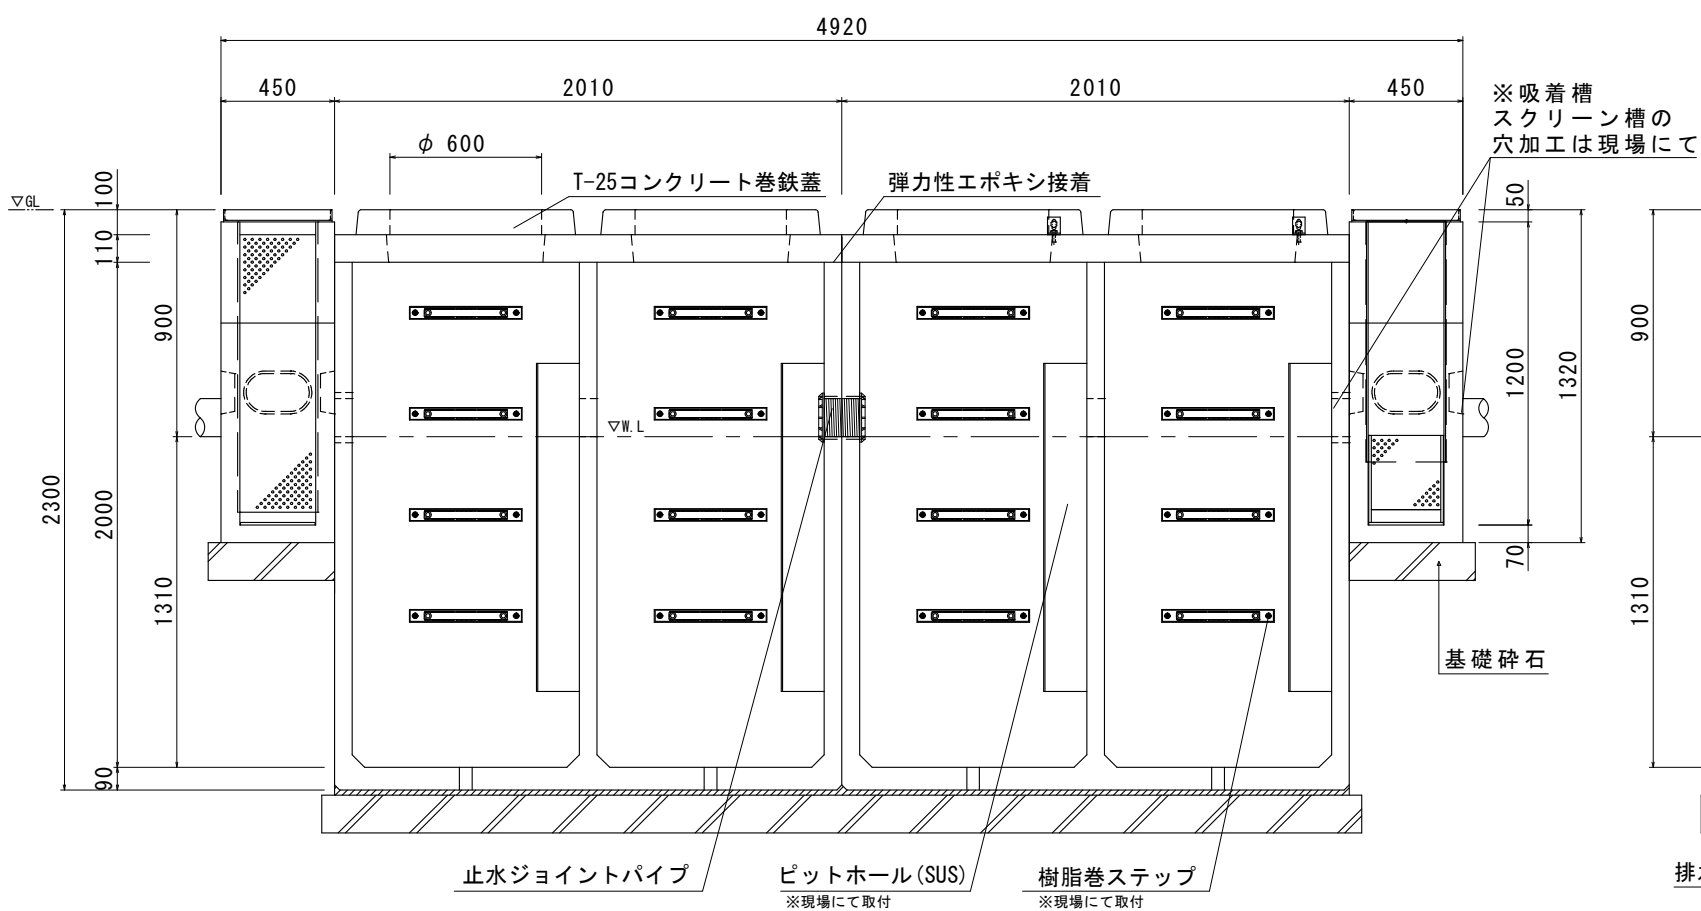 4920
450
2010
2010
450
※吸着槽
スクリーン槽の
穴加工は現場にて
φ 600
T-25コンクリート巻鉄蓋
弾力性エポキシ接着
▽GL
100
50
110
900
900
1200
1320
▽W.L
2300
2000
1310
70
1310
基礎砕石
90
止水ジョイントパイプ
ピットホール(SUS)
※現場にて取付
樹脂巻ステップ
※現場にて取付